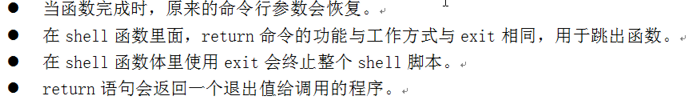 ● 当函数完成时，原来的命令行参数会恢复。
● 在 shell 函数里面，return 命令的功能与工作方式与 exit 相同，用于跳出函数。
● 在 shell 函数体里使用 exit 会终止整个 shell 脚本。
● return 语句会返回一个退出值给调用的程序。